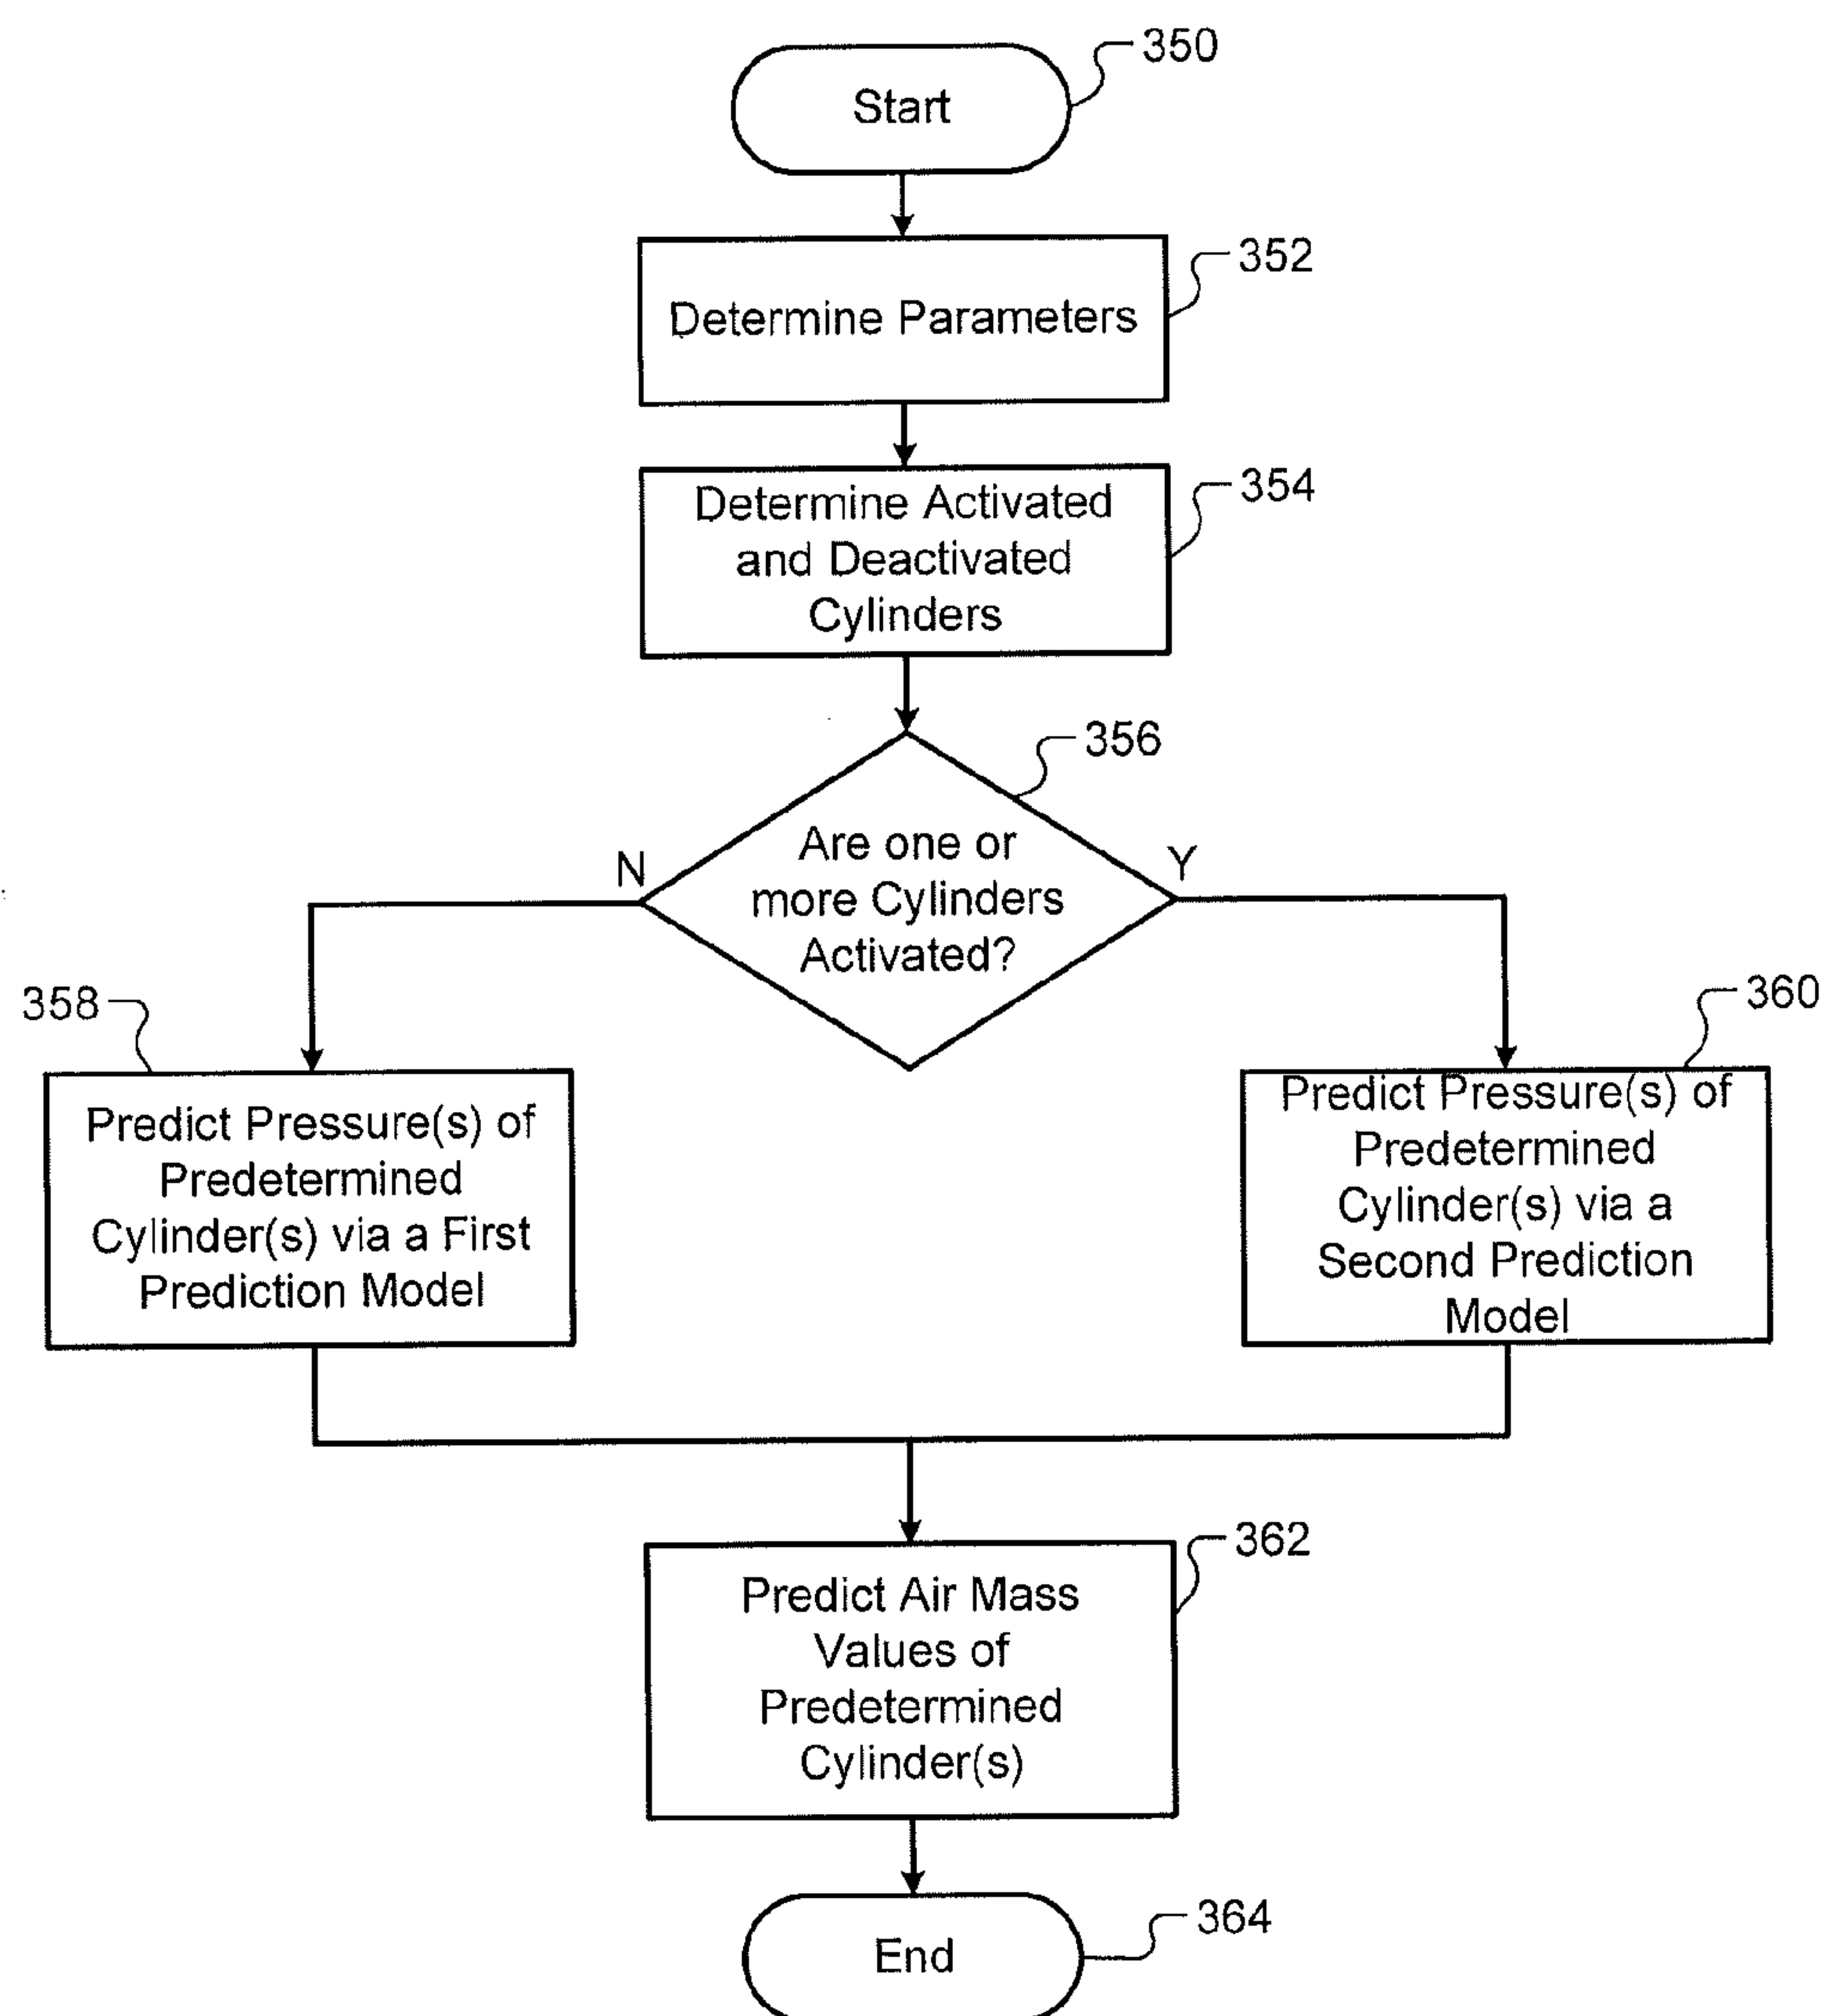 350
Start
352
Determine Parameters
354
Determine Activated
and Deactivated
Cylinders
356
Are one or
more Cylinders
Activated?
N
Y
358
Predict Pressure(s) of
Predetermined
Cylinder(s) via a First
Prediction Model
360
Predict Pressure(s) of
Predetermined
Cylinder(s) via a
Second Prediction
Model
362
Predict Air Mass
Values of
Predetermined
Cylinder(s)
364
End